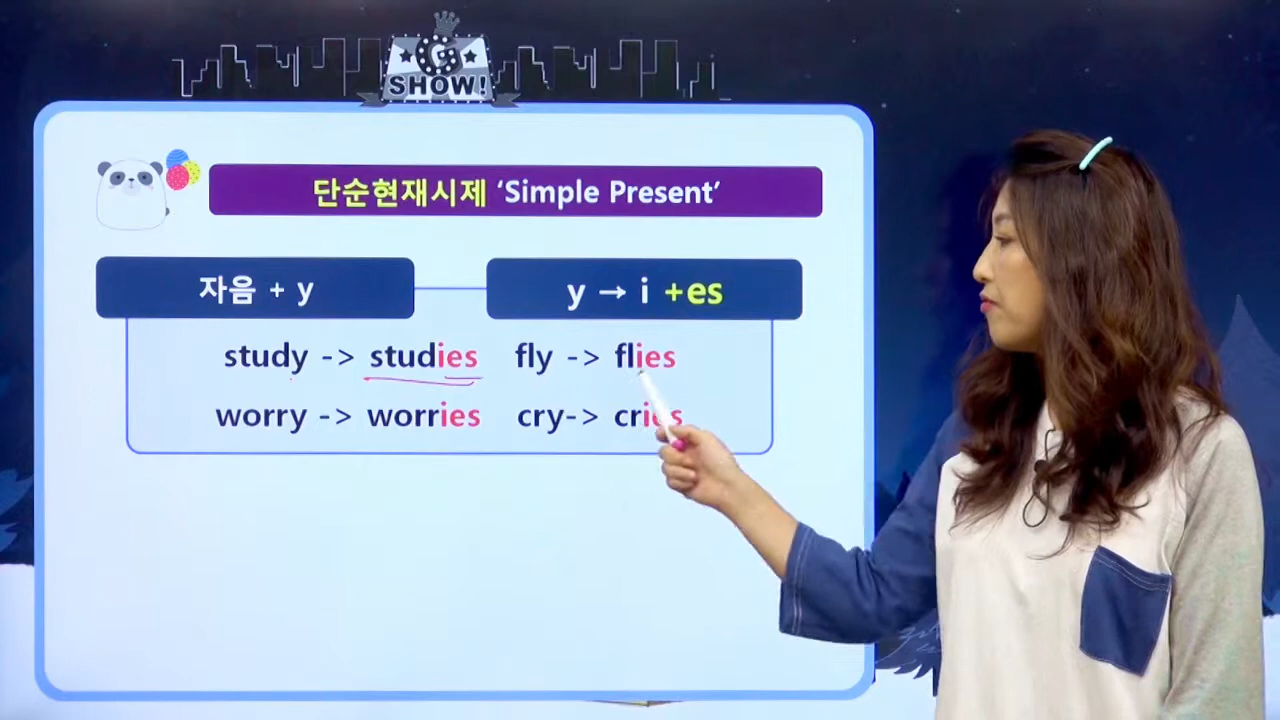 G
SHOW!
단순현재시제 ‘Simple Present’
자음 + y
y → i +es
study -> studies fly -> flies
worry -> worries cry-> cries